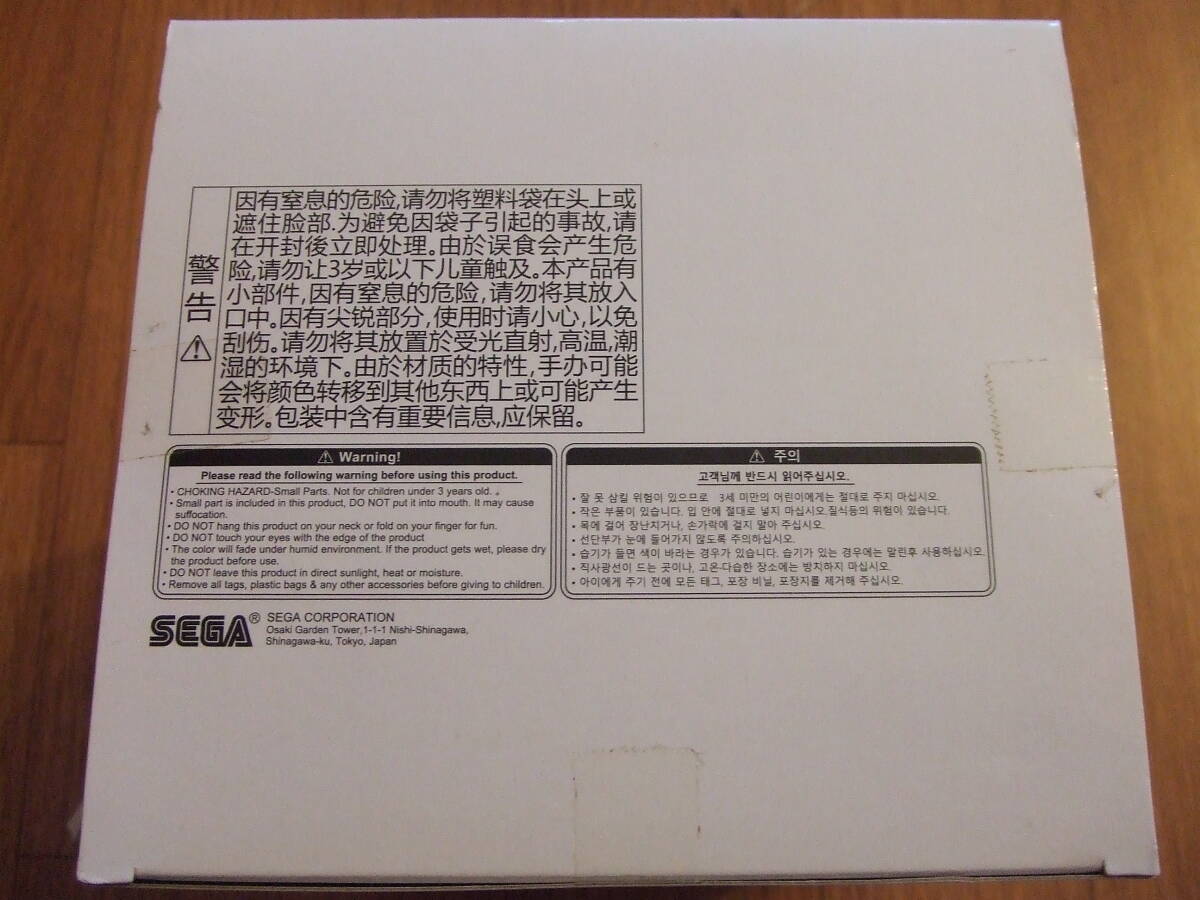 警告⚠
因有窒息的危险,请勿将塑料袋在头上或
遮住脸部.为避免因袋子引起的事故,请
在开封後立即处理。由於误食会产生危
险,请勿让3岁或以下儿童触及。本产品有
小部件,因有窒息的危险,请勿将其放入
口中。因有尖锐部分,使用时请小心,以免
刮伤。请勿将其放置於受光直射,高温,潮
湿的环境下。由於材质的特性,手办可能
会将颜色转移到其他东西上或可能产生
变形。包装中含有重要信息,应保留。
⚠ Warning!
Please read the following warning before using this product.
• CHOKING HAZARD-Small Parts. Not for children under 3 years old. 。
• Small part is included in this product, DO NOT put it into mouth. It may cause
suffocation.
• DO NOT hang this product on your neck or fold on your finger for fun.
• DO NOT touch your eyes with the edge of the product
• The color will fade under humid environment. If the product gets wet, please dry
the product before use.
• DO NOT leave this product in direct sunlight, heat or moisture.
• Remove all tags, plastic bags & any other accessories before giving to children.
⚠ 주의
고객님께 반드시 읽어주십시오.
• 잘 못 삼킬 위험이 있으므로 3세 미만의 어린이에게는 절대로 주지 마십시오.
• 작은 부품이 있습니다. 입 안에 절대로 넣지 마십시오.질식등의 위험이 있습니다.
• 목에 걸어 장난치거나, 손가락에 걸지 말아 주십시오.
• 선단부가 눈에 들어가지 않도록 주의하십시오.
• 습기가 들면 색이 바라는 경우가 있습니다. 습기가 있는 경우에는 말린후 사용하십시오.
• 직사광선이 드는 곳이나, 고온·다습한 장소에는 방치하지 마십시오.
• 아이에게 주기 전에 모든 태그, 포장 비닐, 포장지를 제거해 주십시오.
SEGA® SEGA CORPORATION
Osaki Garden Tower,1-1-1 Nishi-Shinagawa,
Shinagawa-ku, Tokyo, Japan